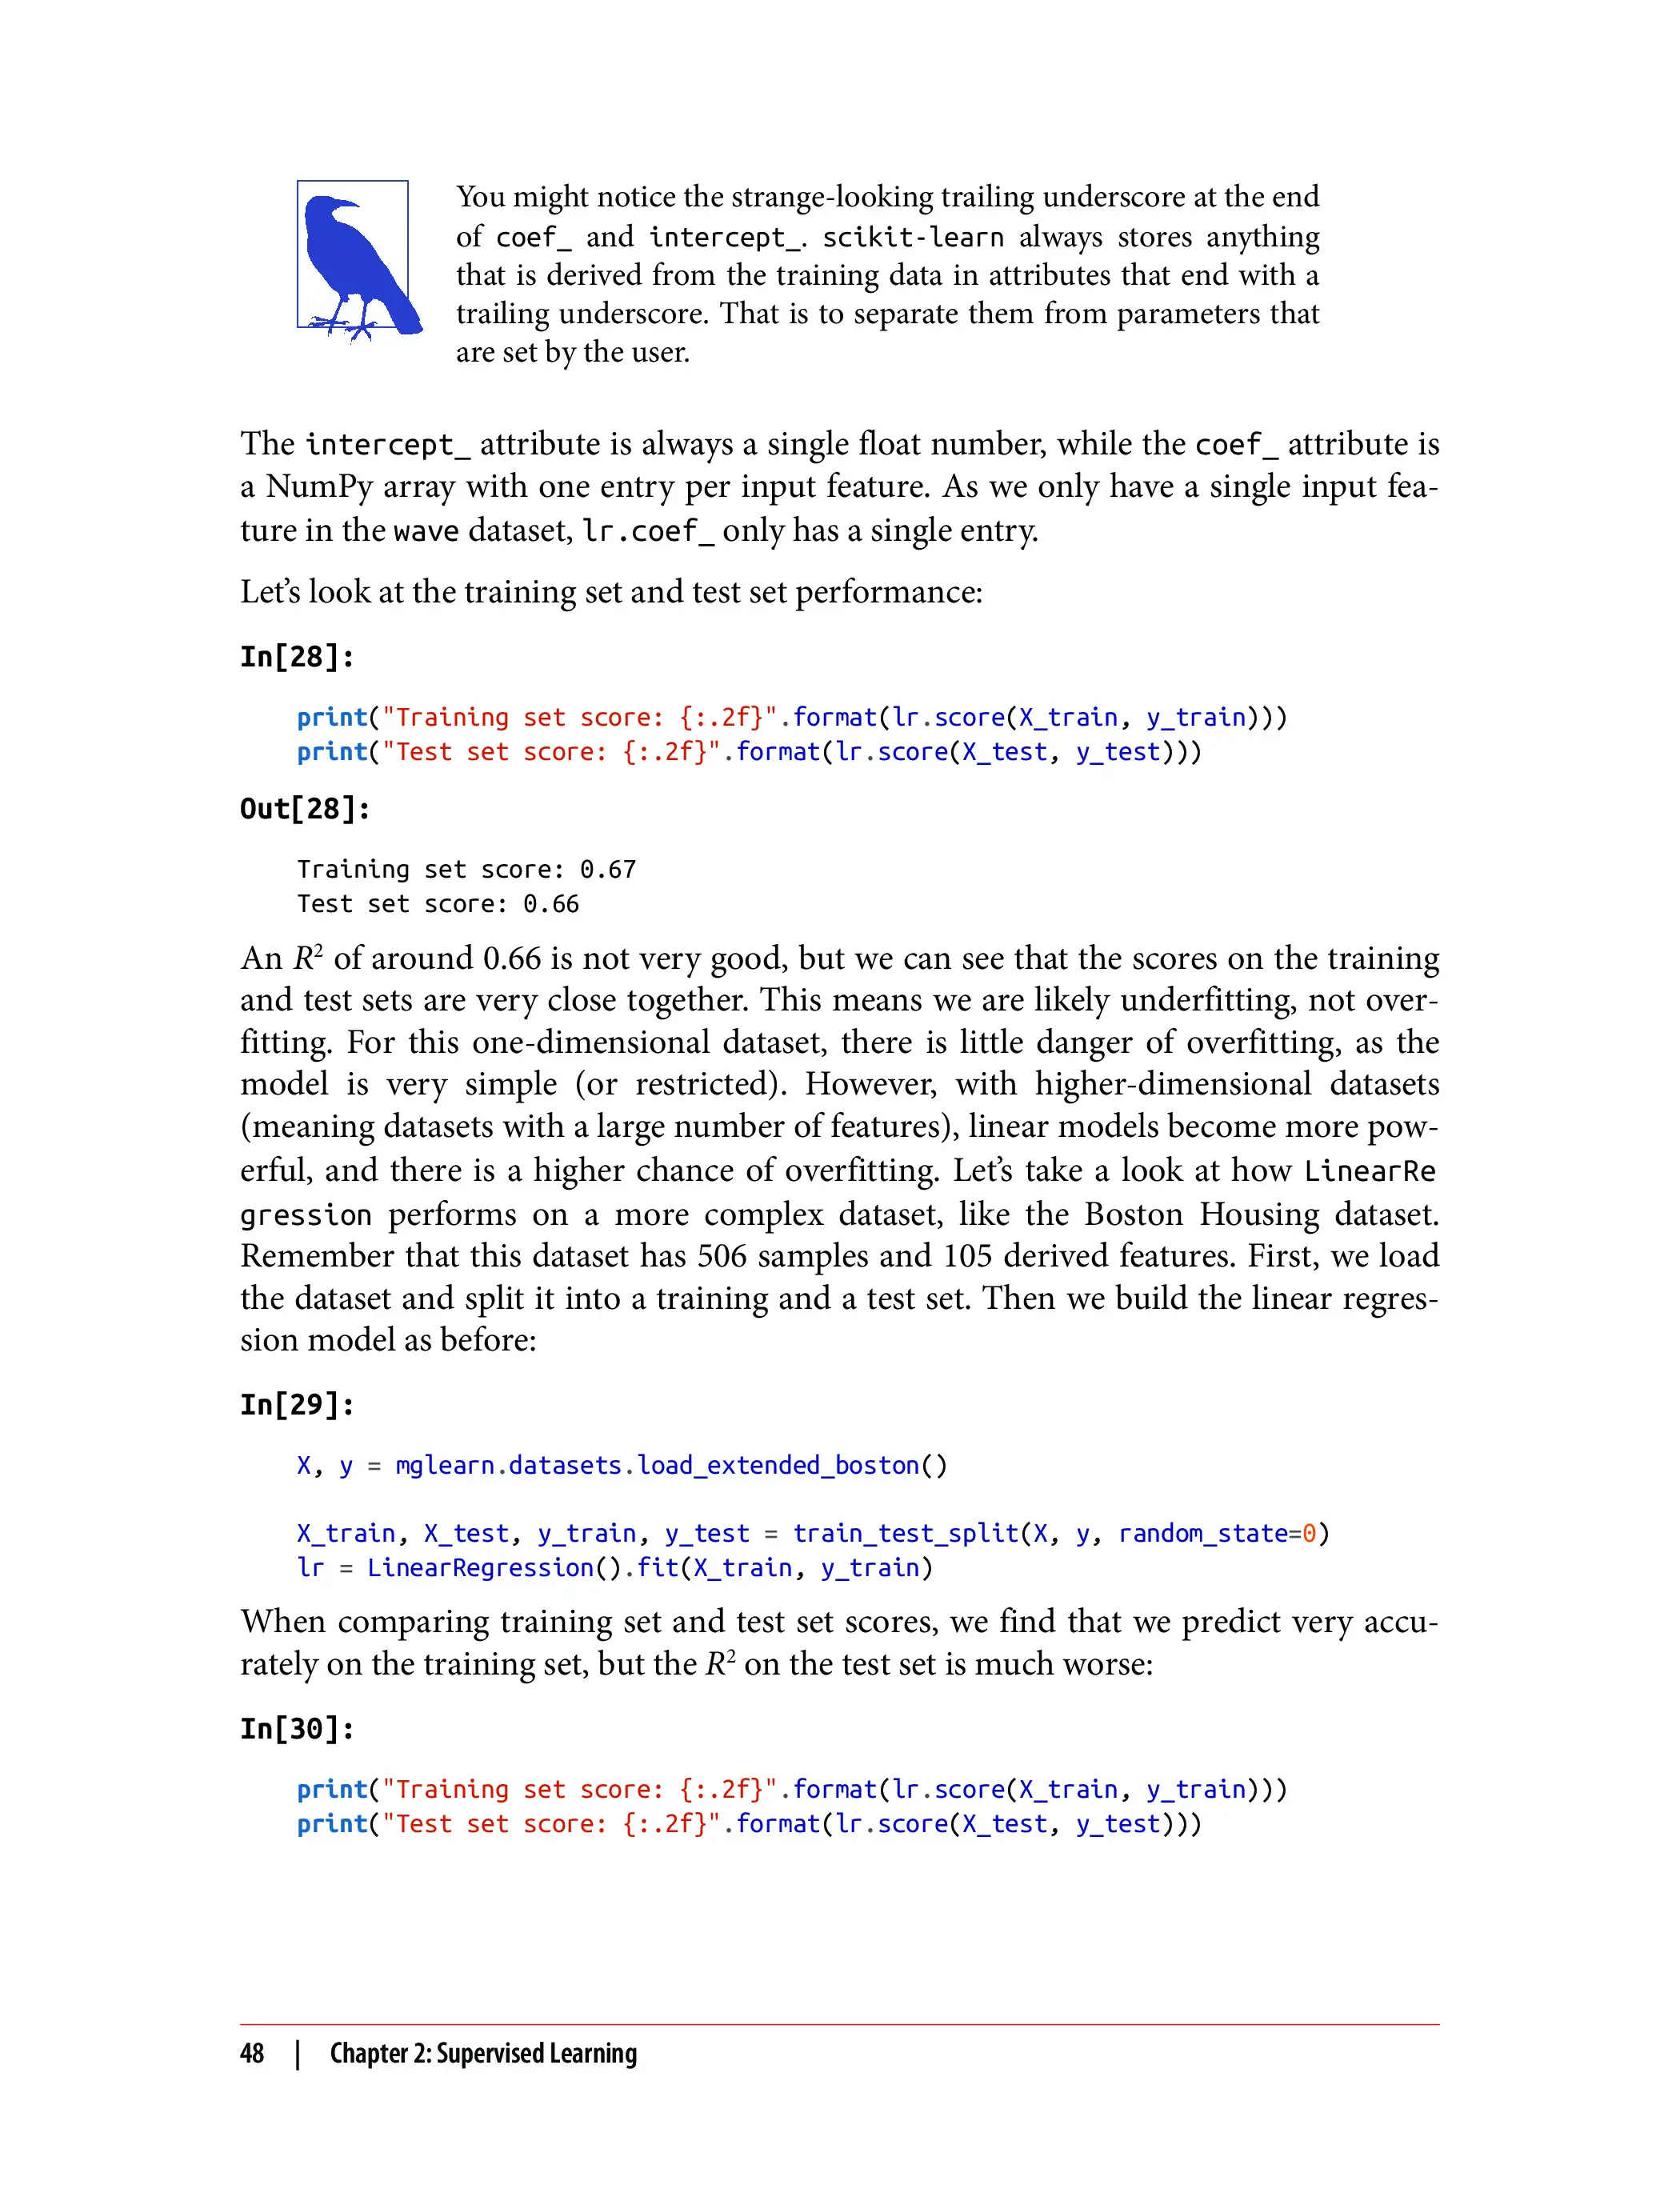 You might notice the strange-looking trailing underscore at the end
of coef_ and intercept_. scikit-learn always stores anything
that is derived from the training data in attributes that end with a
trailing underscore. That is to separate them from parameters that
are set by the user.
The intercept_ attribute is always a single float number, while the coef_ attribute is
a NumPy array with one entry per input feature. As we only have a single input fea-
ture in the wave dataset, lr.coef_ only has a single entry.
Let’s look at the training set and test set performance:
In[28]:
print("Training set score: {:.2f}".format(lr.score(X_train, y_train)))
print("Test set score: {:.2f}".format(lr.score(X_test, y_test)))
Out[28]:
Training set score: 0.67
Test set score: 0.66
An R² of around 0.66 is not very good, but we can see that the scores on the training
and test sets are very close together. This means we are likely underfitting, not over-
fitting. For this one-dimensional dataset, there is little danger of overfitting, as the
model is very simple (or restricted). However, with higher-dimensional datasets
(meaning datasets with a large number of features), linear models become more pow-
erful, and there is a higher chance of overfitting. Let’s take a look at how LinearRe
gression performs on a more complex dataset, like the Boston Housing dataset.
Remember that this dataset has 506 samples and 105 derived features. First, we load
the dataset and split it into a training and a test set. Then we build the linear regres-
sion model as before:
In[29]:
X, y = mglearn.datasets.load_extended_boston()
X_train, X_test, y_train, y_test = train_test_split(X, y, random_state=0)
lr = LinearRegression().fit(X_train, y_train)
When comparing training set and test set scores, we find that we predict very accu-
rately on the training set, but the R² on the test set is much worse:
In[30]:
print("Training set score: {:.2f}".format(lr.score(X_train, y_train)))
print("Test set score: {:.2f}".format(lr.score(X_test, y_test)))
48 | Chapter 2: Supervised Learning